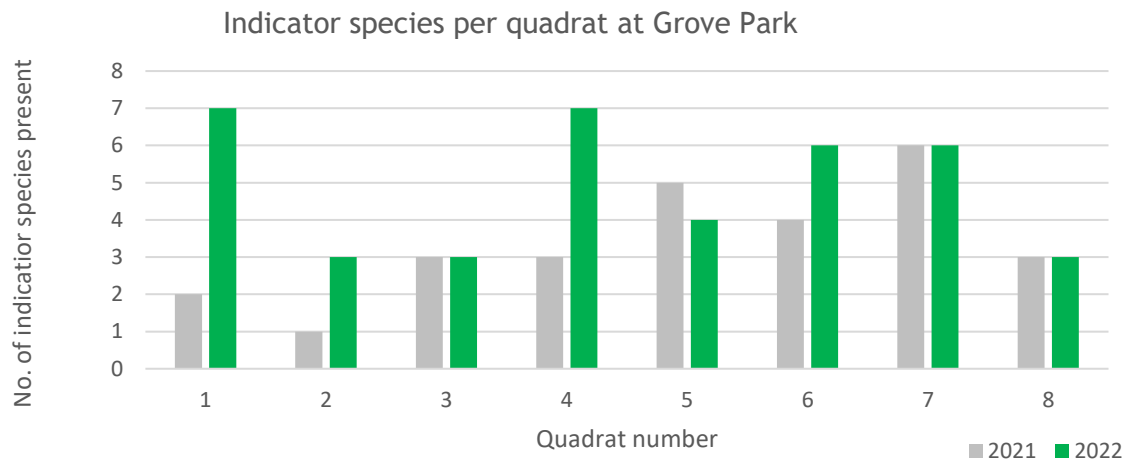 Indicator species per quadrat at Grove Park
No. of indicatior species present
8
7
6
5
4
3
2
1
0
1 2 3 4 5 6 7 8
Quadrat number
2021 2022